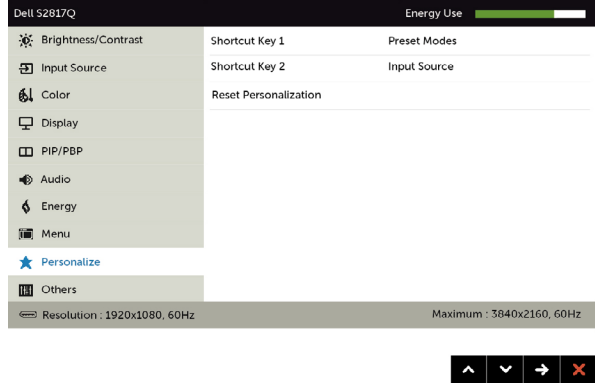 Dell S2817Q Energy Use
Brightness/Contrast
Input Source
Color
Display
PIP/PBP
Audio
Energy
Menu
Personalize
Others
Shortcut Key 1 Preset Modes
Shortcut Key 2 Input Source
Reset Personalization
Resolution : 1920x1080, 60Hz Maximum : 3840x2160, 60Hz